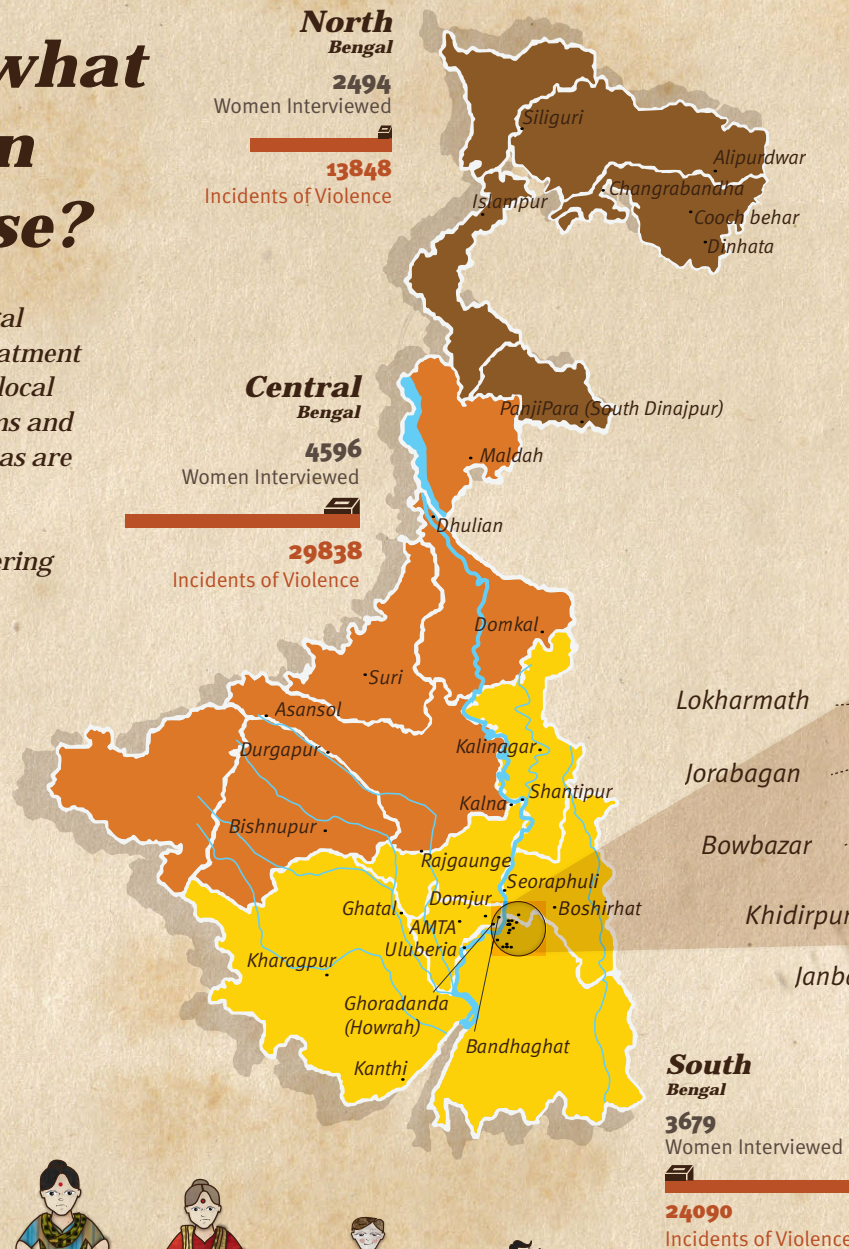 North
Bengal
2494
Women Interviewed
13848
Incidents of Violence
what
n
se?
al
atment
local
ns and
as are
ering
Siliguri
Alipurdwar
Changrabandha
Islampur
Cooch behar
Dinhata
Central
Bengal
4596
Women Interviewed
29838
Incidents of Violence
PanjiPara (South Dinajpur)
Maldah
Dhulian
Domkal
Suri
Asansol
Durgapur
Kalinagar
Shantipur
Kalna
Bishnupur
Rajgaunge
Seoraphuli
Domjur
Ghatal
Boshirhat
AMTA
Uluberia
Kharagpur
Ghoradanda
(Howrah)
Bandhaghat
Kanthi
Lokharmath
Jorabagan
Bowbazar
Khidirpur
Janba
South
Bengal
3679
Women Interviewed
24090
Incidents of Violence